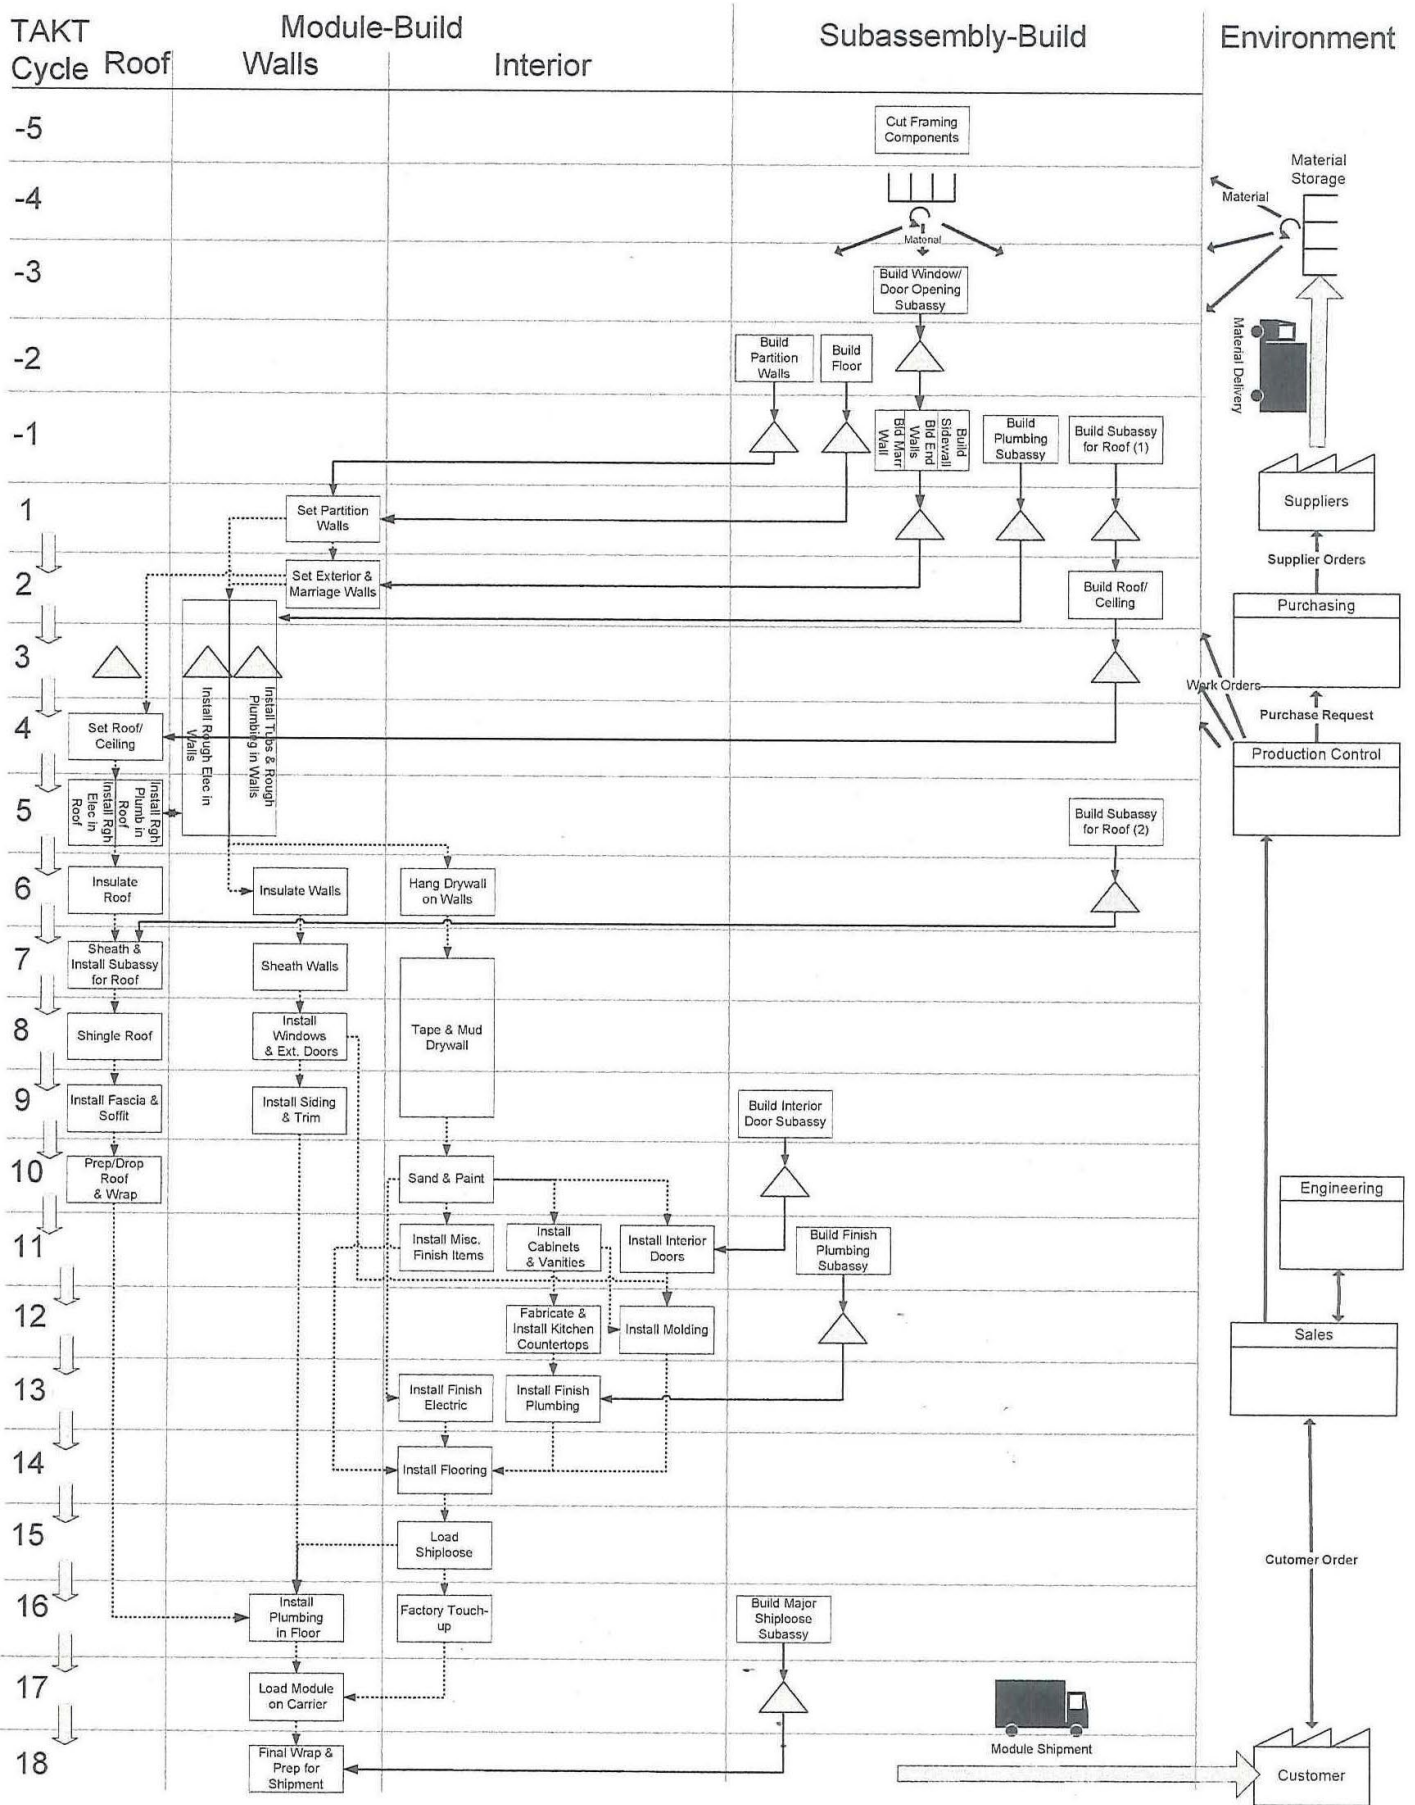 TAKT
Cycle
Module-Build
Roof
Walls
Interior
Subassembly-Build
Environment
-5
Cut Framing
Components
-4
Material
Material
Storage
Material
-3
Build Window/
Door Opening
Subassy
Material Delivery
-2
Build
Partition
Walls
Build
Floor
-1
Bld Marr
Wall
Bld End
Walls
Build
Sidewall
Build
Plumbing
Subassy
Build Subassy
for Roof (1)
Suppliers
1
Set Partition
Walls
Supplier Orders
2
Set Exterior &
Marriage Walls
Build Roof/
Ceiling
Purchasing
3
Work Orders
Purchase Request
4
Set Roof/
Ceiling
Install Rough Elec in
Walls
Install Tubs & Rough
Plumbing in Walls
Production Control
5
Install Rgh
Elec in
Roof
Install Rgh
Plumb in
Roof
Build Subassy
for Roof (2)
6
Insulate
Roof
Insulate Walls
Hang Drywall
on Walls
7
Sheath &
Install Subassy
for Roof
Sheath Walls
8
Shingle Roof
Install
Windows
& Ext. Doors
Tape & Mud
Drywall
9
Install Fascia &
Soffit
Install Siding
& Trim
Build Interior
Door Subassy
10
Prep/Drop
Roof
& Wrap
Sand & Paint
Engineering
11
Install Misc.
Finish Items
Install
Cabinets
& Vanities
Install Interior
Doors
Build Finish
Plumbing
Subassy
12
Fabricate &
Install Kitchen
Countertops
Install Molding
Sales
13
Install Finish
Electric
Install Finish
Plumbing
14
Install Flooring
15
Load
Shiploose
Cutomer Order
16
Install
Plumbing
in Floor
Factory Touch-
up
Build Major
Shiploose
Subassy
17
Load Module
on Carrier
Module Shipment
18
Final Wrap &
Prep for
Shipment
Customer